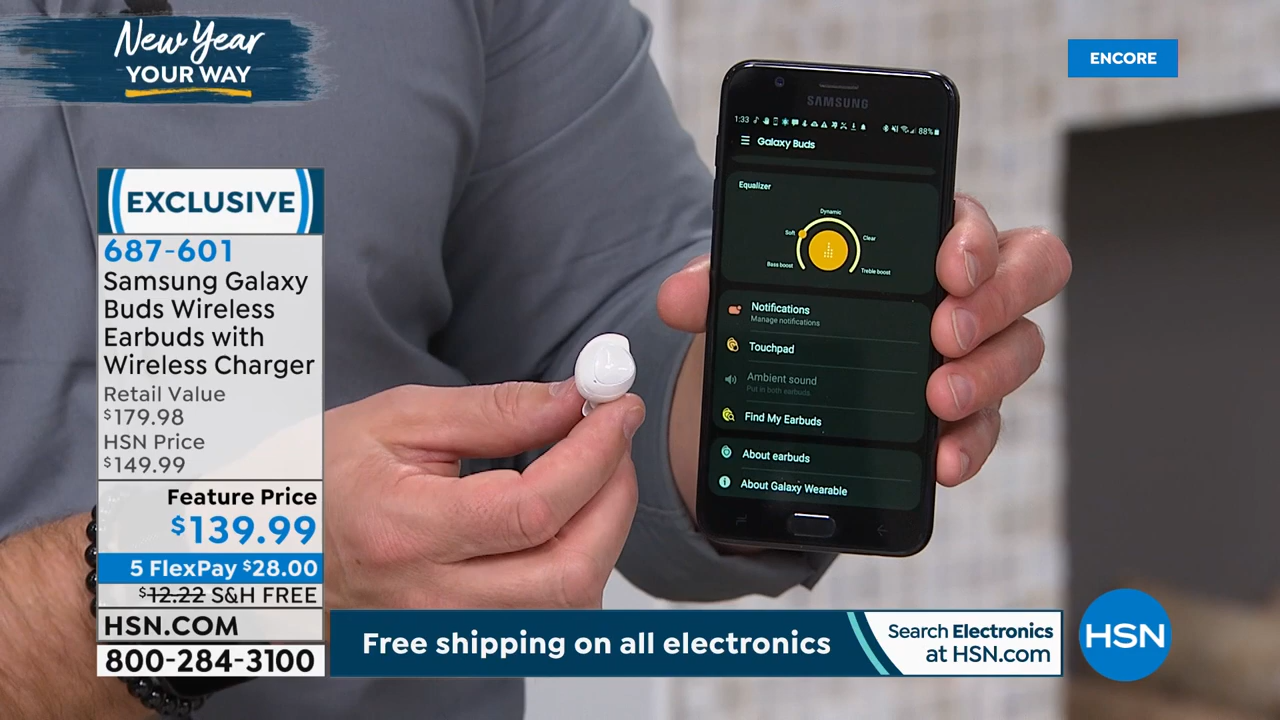 New Year
YOUR WAY
ENCORE
EXCLUSIVE
687-601
Samsung Galaxy
Buds Wireless
Earbuds with
Wireless Charger
Retail Value
$179.98
HSN Price
$149.99
Feature Price
$139.99
5 FlexPay $28.00
$12.22 S&H FREE
HSN.COM
800-284-3100
SAMSUNG
1:33
88%
Galaxy Buds
Equalizer
Dynamic
Soft
Clear
Bass boost
Treble boost
Notifications
Manage notifications
Touchpad
Ambient sound
Put in both earbuds.
Find My Earbuds
About earbuds
About Galaxy Wearable
Free shipping on all electronics
Search Electronics
at HSN.com
HSN